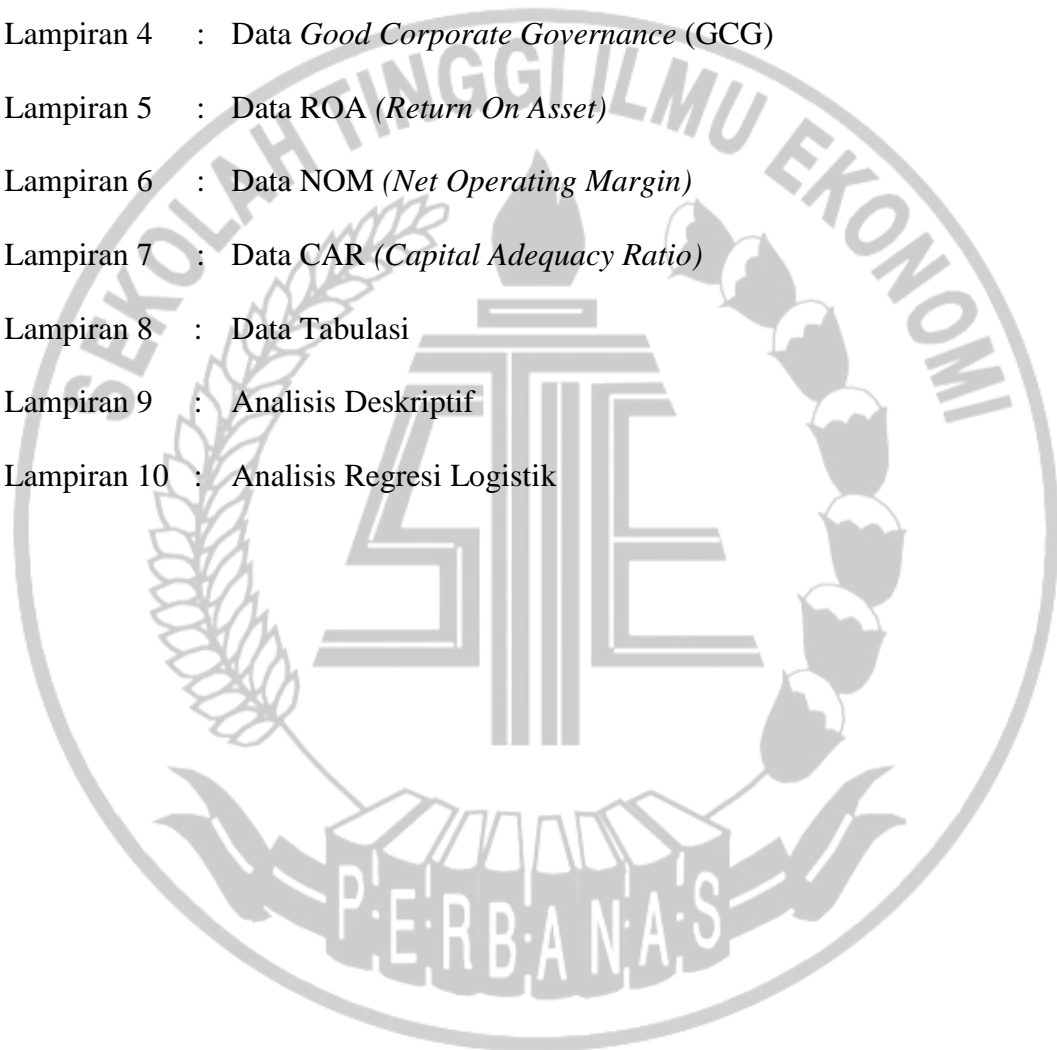 Lampiran 4 : Data Good Corporate Governance (GCG)
Lampiran 5 : Data ROA (Return On Asset)
Lampiran 6 : Data NOM (Net Operating Margin)
Lampiran 7 : Data CAR (Capital Adequacy Ratio)
Lampiran 8 : Data Tabulasi
Lampiran 9 : Analisis Deskriptif
Lampiran 10 : Analisis Regresi Logistik
SEKOLAH TINGGI ILMU EKONOMI
STIE
PERBANAS